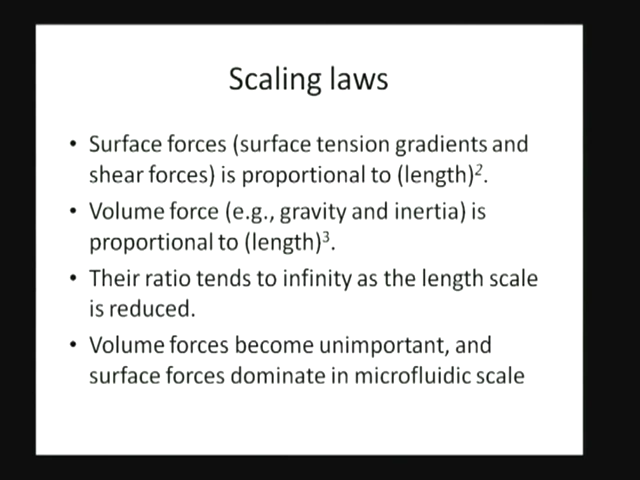 Scaling laws
• Surface forces (surface tension gradients and
shear forces) is proportional to (length)².
• Volume force (e.g., gravity and inertia) is
proportional to (length)³.
• Their ratio tends to infinity as the length scale
is reduced.
• Volume forces become unimportant, and
surface forces dominate in microfluidic scale